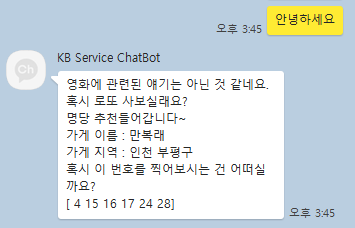 안녕하세요
오후 3:45
KB Service ChatBot
Ch
영화에 관련된 얘기는 아닌 것 같네요.
혹시 로또 사보실래요?
명당 추천들어갑니다~
가게 이름 : 만복래
가게 지역 : 인천 부평구
혹시 이 번호를 찍어보시는 건 어떠실
까요?
[ 4 15 16 17 24 28]
오후 3:45